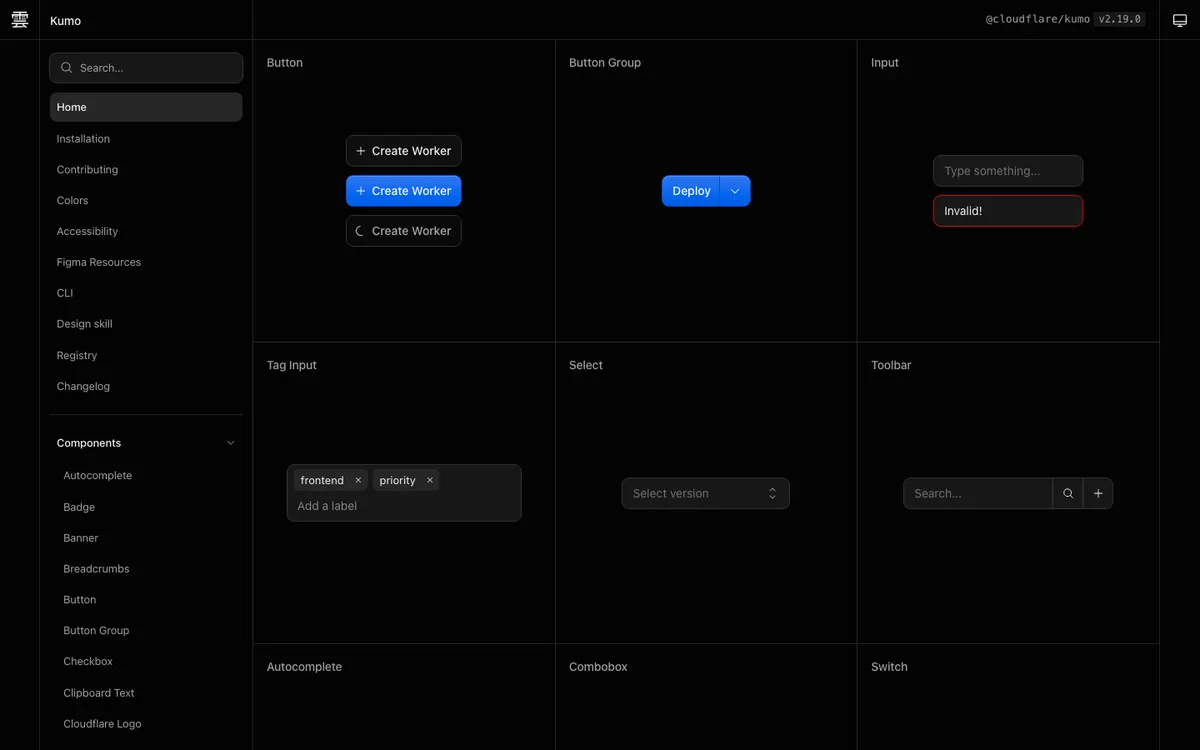 雲
Kumo
@cloudflare/kumo v2.19.0
Search...
Home
Installation
Contributing
Colors
Accessibility
Figma Resources
CLI
Design skill
Registry
Changelog
Components
Autocomplete
Badge
Banner
Breadcrumbs
Button
Button Group
Checkbox
Clipboard Text
Cloudflare Logo
Button
Create Worker
Create Worker
Create Worker
Button Group
Deploy
Input
Type something...
Invalid!
Tag Input
frontend priority
Add a label
Select
Select version
Toolbar
Search...
Autocomplete
Combobox
Switch